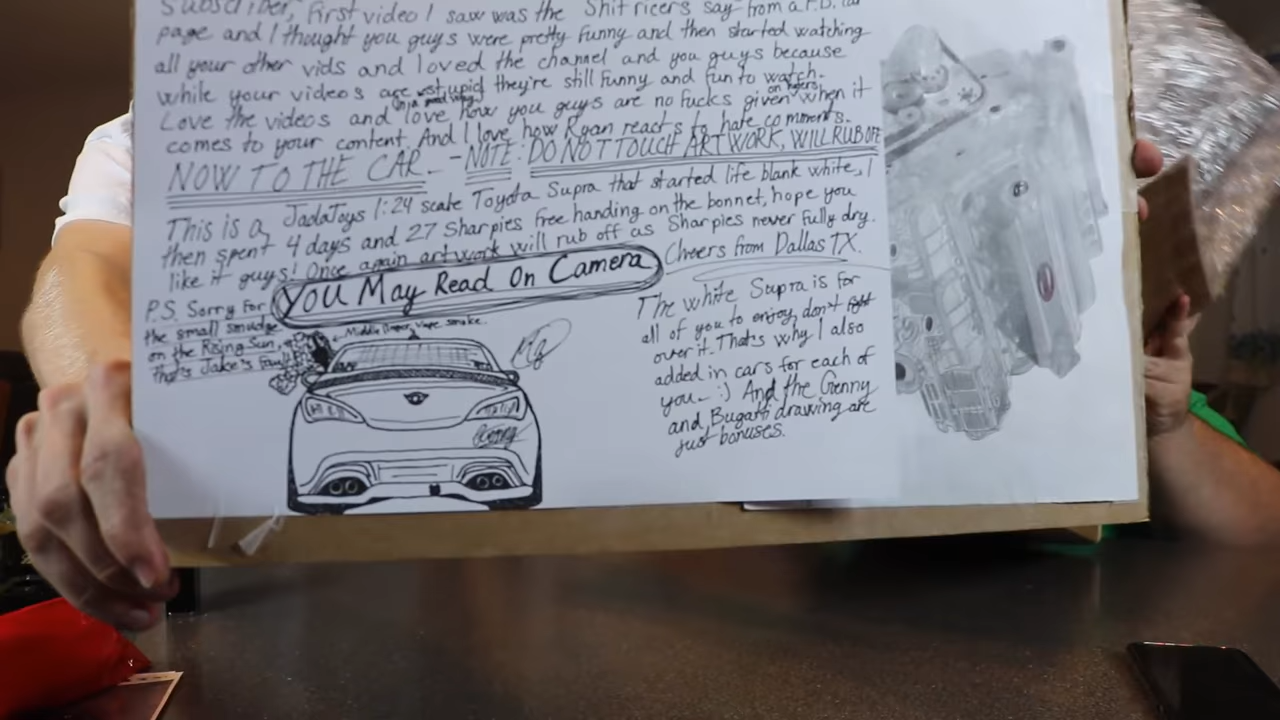 Subscriber, First video I saw was the Shit ricers say from a F.B. car
page and I thought you guys were pretty funny and then started watching
all your other vids and loved the channel and you guys because
while your videos are stupid they're still funny and fun to watch.
in a good way on haters
Love the videos and love how you guys are no fucks given when it
comes to your content. And I love how Ryan reacts to hate comments.
NOW TO THE CAR - NOTE: DO NOT TOUCH ARTWORK, WILL RUB OFF
This is a JadaToys 1:24 scale Toyota Supra that started life blank white, I
then spent 4 days and 27 Sharpies free handing on the bonnet, hope you
like it guys! Once again artwork will rub off as Sharpies never fully dry.
You May Read On Camera
Cheers from Dallas TX.
P.S. Sorry for
the small smudge
on the Rising Sun,
That's Jake's Fault
Middle finger, Vape smoke.
The white Supra is for
all of you to enjoy don't fight
over it. That's why I also
added in cars for each of
you :) And the Genny
and Bugatti drawing are
just bonuses.